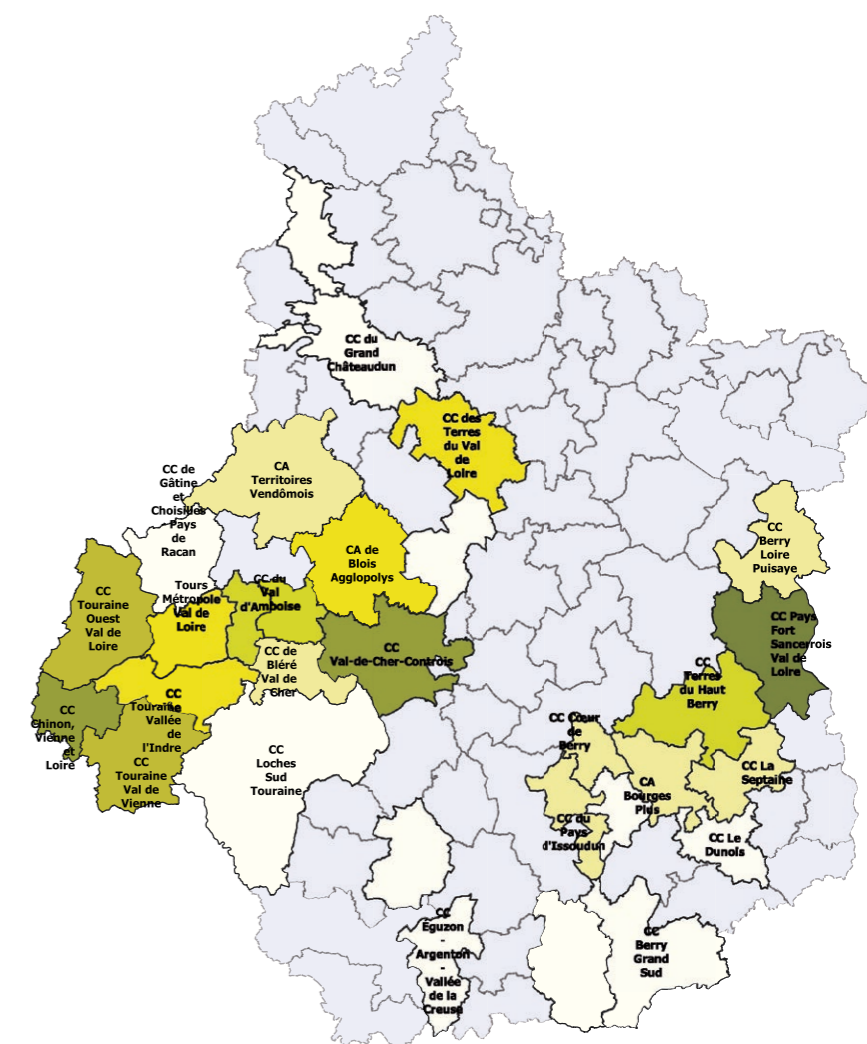 CC du
Grand
Châteaudun
CC des
Terres
du Val
de
Loire
CC de
Gâtine
et
Choisilles
Pays
de
Racan
CA
Territoires
Vendômois
CC
Berry
Loire
Puisaye
CA de
Blois
Agglopolys
CC
Touraine
Ouest
Val de
Loire
Tours
Métropole
Val de
Loire
CC du
Val
d'Amboise
CC Pays
Fort
Sancerrois
Val de
Loire
CC de
Bléré
Val de
Cher
CC
Val-de-Cher-Controis
CC
Terres
du Haut
Berry
CC
Chinon,
Vienne
et
Loire
CC
Touraine
Vallée
de
l'Indre
CC
Touraine
Val de
Vienne
CC
Loches
Sud
Touraine
CC Cœur
de
Berry
CA
Bourges
Plus
CC La
Septaine
CC du
Pays
d'Issoudun
CC Le
Dunois
CC
Éguzon
-
Argenton
-
Vallée
de la
Creuse
CC
Berry
Grand
Sud